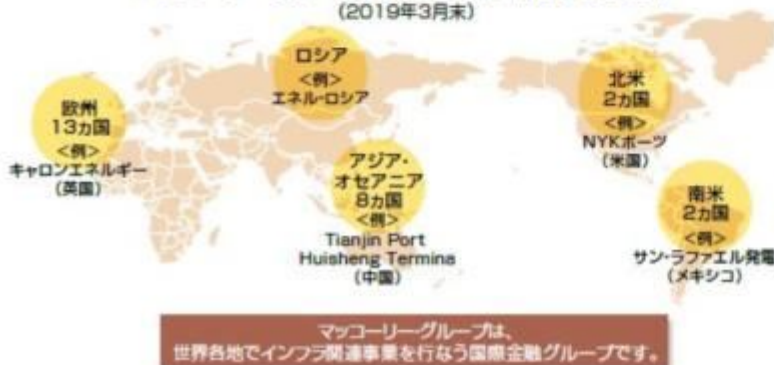 (2019年3月末)
ロシア
<例>
エネル・ロシア
欧州
13ヵ国
<例>
キャロンエネルギー
(英国)
アジア・
オセアニア
8ヵ国
<例>
Tianjin Port
Huisheng Termina
(中国)
北米
2ヵ国
<例>
NYKポーツ
(米国)
南米
2ヵ国
<例>
サン・ラファエル発電
(メキシコ)
マッコーリーグループは、
世界各地でインフラ関連事業を行なう国際金融グループです。